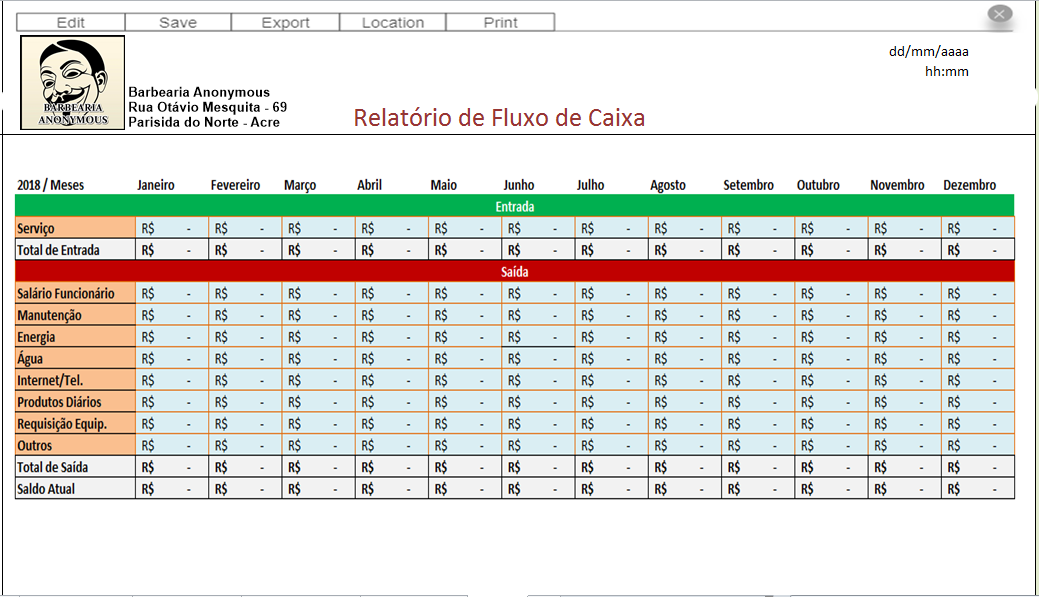 Edit Save Export Location Print
dd/mm/aaaa
hh:mm
BARBEARIA
ANONYMOUS
Barbearia Anonymous
Rua Otávio Mesquita - 69
Parisida do Norte - Acre
Relatório de Fluxo de Caixa
2018 / Meses Janeiro Fevereiro Março Abril Maio Junho Julho Agosto Setembro Outubro Novembro Dezembro
Entrada
Serviço R$ - R$ - R$ - R$ - R$ - R$ - R$ - R$ - R$ - R$ - R$ - R$ -
Total de Entrada R$ - R$ - R$ - R$ - R$ - R$ - R$ - R$ - R$ - R$ - R$ - R$ -
Saída
Salário Funcionário R$ - R$ - R$ - R$ - R$ - R$ - R$ - R$ - R$ - R$ - R$ - R$ -
Manutenção R$ - R$ - R$ - R$ - R$ - R$ - R$ - R$ - R$ - R$ - R$ - R$ -
Energia R$ - R$ - R$ - R$ - R$ - R$ - R$ - R$ - R$ - R$ - R$ - R$ -
Água R$ - R$ - R$ - R$ - R$ - R$ - R$ - R$ - R$ - R$ - R$ - R$ -
Internet/Tel. R$ - R$ - R$ - R$ - R$ - R$ - R$ - R$ - R$ - R$ - R$ - R$ -
Produtos Diários R$ - R$ - R$ - R$ - R$ - R$ - R$ - R$ - R$ - R$ - R$ - R$ -
Requisição Equip. R$ - R$ - R$ - R$ - R$ - R$ - R$ - R$ - R$ - R$ - R$ - R$ -
Outros R$ - R$ - R$ - R$ - R$ - R$ - R$ - R$ - R$ - R$ - R$ - R$ -
Total de Saída R$ - R$ - R$ - R$ - R$ - R$ - R$ - R$ - R$ - R$ - R$ - R$ -
Saldo Atual R$ - R$ - R$ - R$ - R$ - R$ - R$ - R$ - R$ - R$ - R$ - R$ -